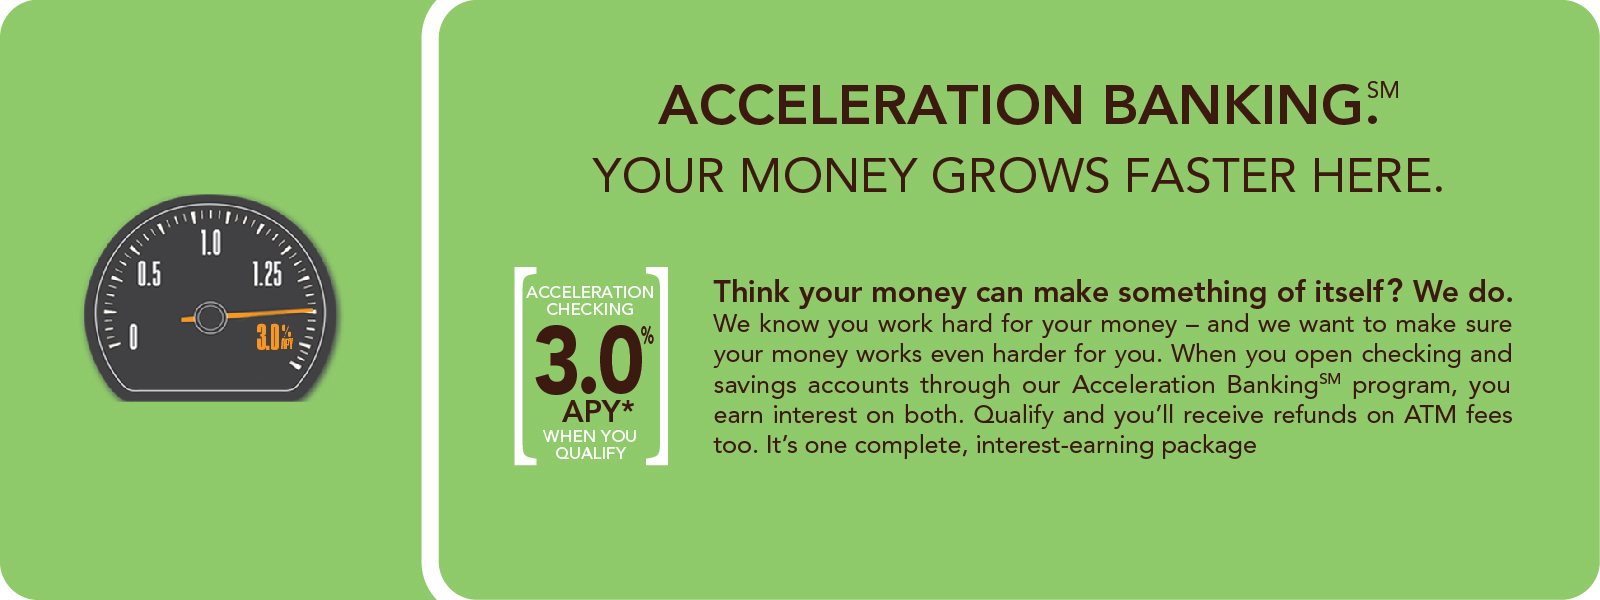 1.0
0.5
1.25
0
3.0% APY
ACCELERATION BANKING.SM
YOUR MONEY GROWS FASTER HERE.
ACCELERATION
CHECKING
3.0%
APY*
WHEN YOU
QUALIFY
Think your money can make something of itself? We do.
We know you work hard for your money – and we want to make sure
your money works even harder for you. When you open checking and
savings accounts through our Acceleration BankingSM program, you
earn interest on both. Qualify and you’ll receive refunds on ATM fees
too. It’s one complete, interest-earning package